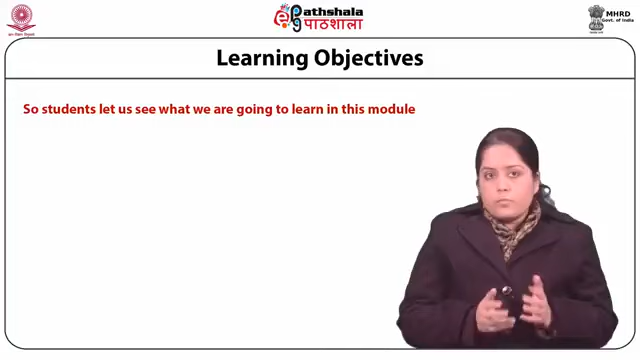 ePathshala
पाठशाला
MHRD
Govt. of India
Learning Objectives
So students let us see what we are going to learn in this module